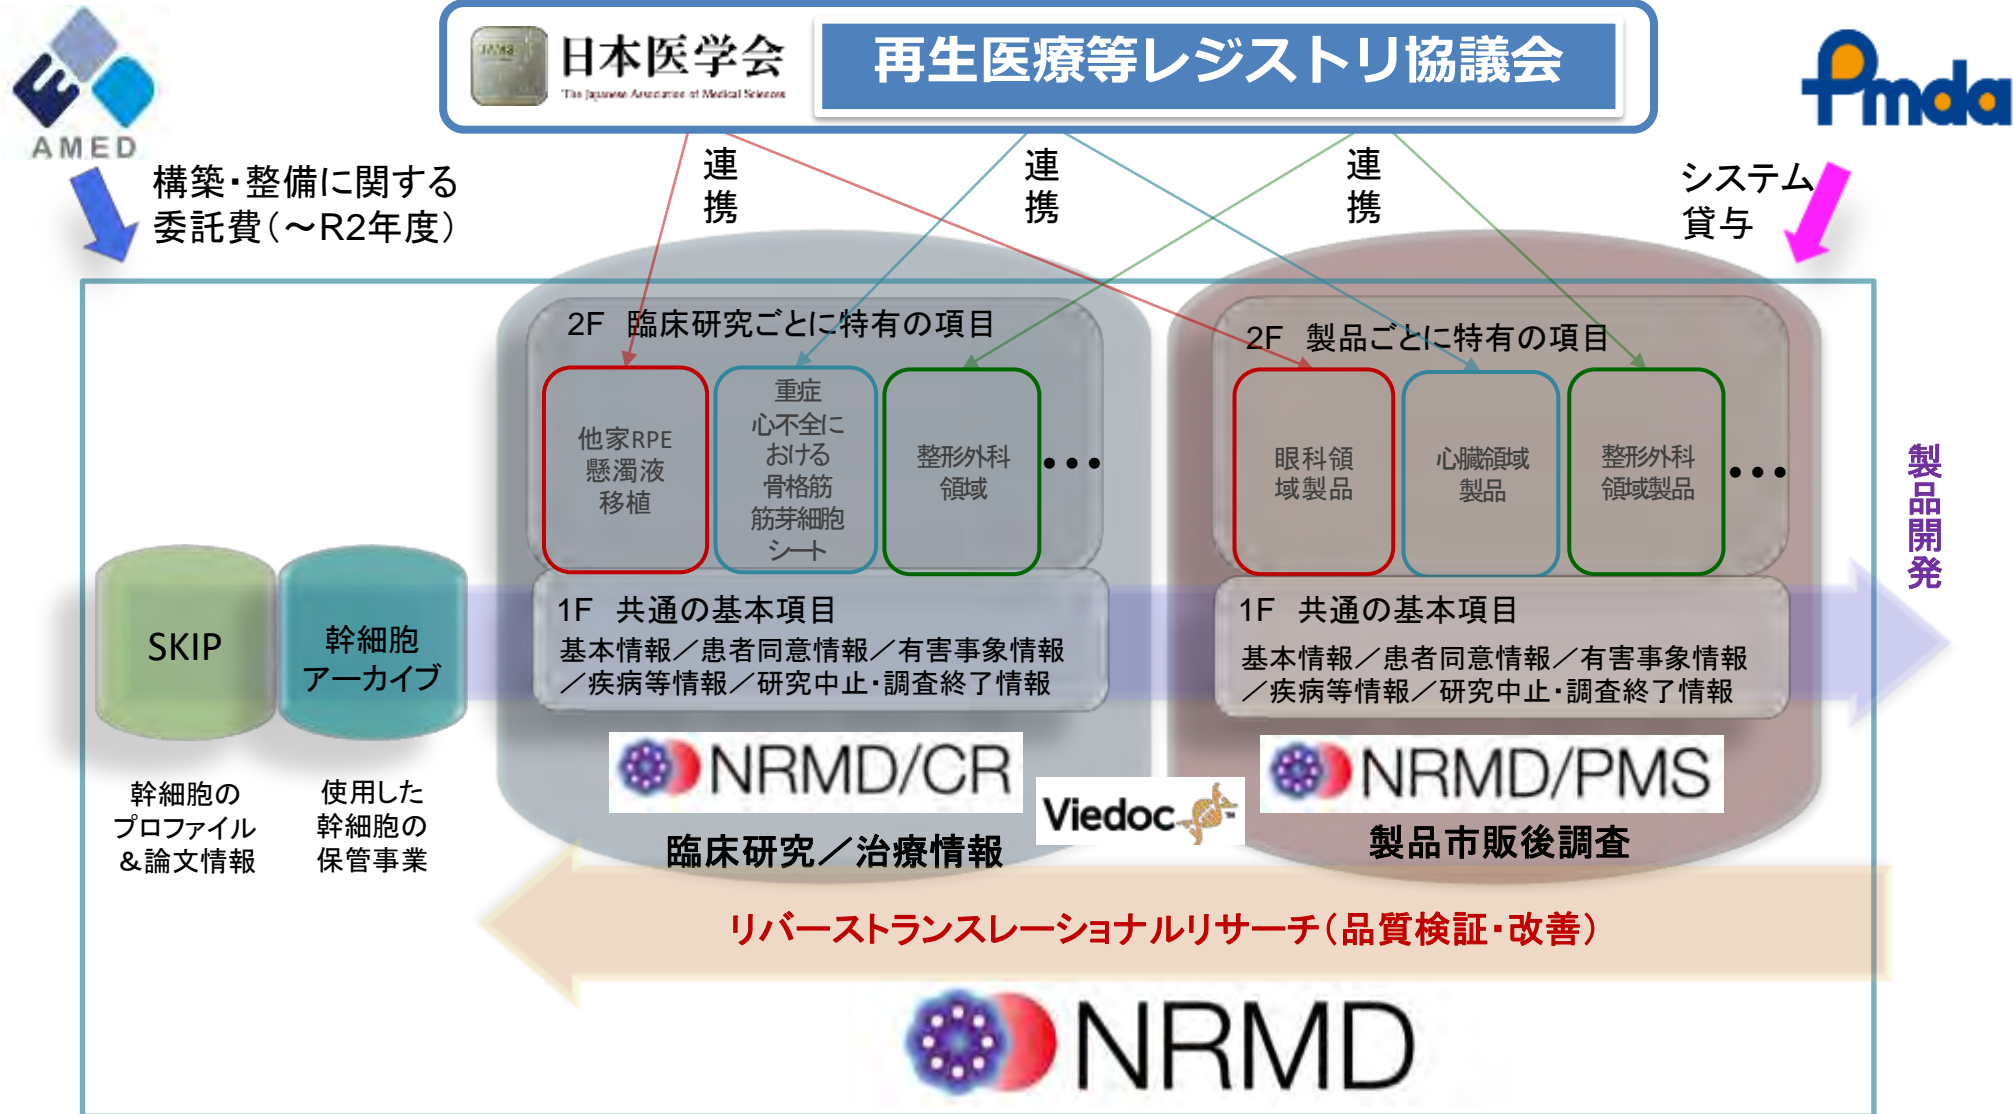 AMED
JAMS
日本医学会
The Japanese Association of Medical Sciences
再生医療等レジストリ協議会
Pmda
構築・整備に関する
委託費(～R2年度)
連
携
連
携
連
携
システム
貸与
2F 臨床研究ごとに特有の項目
他家RPE
懸濁液
移植
重症
心不全に
おける
骨格筋
筋芽細胞
シート
整形外科
領域
•••
2F 製品ごとに特有の項目
眼科領
域製品
心臓領域
製品
整形外科
領域製品
•••
製品開発
SKIP
幹細胞
アーカイブ
1F 共通の基本項目
基本情報／患者同意情報／有害事象情報
／疾病等情報／研究中止・調査終了情報
1F 共通の基本項目
基本情報／患者同意情報／有害事象情報
／疾病等情報／研究中止・調査終了情報
幹細胞の
プロファイル
＆論文情報
使用した
幹細胞の
保管事業
NRMD/CR
臨床研究／治療情報
Viedoc™
NRMD/PMS
製品市販後調査
リバーストランスレーショナルリサーチ(品質検証・改善)
NRMD